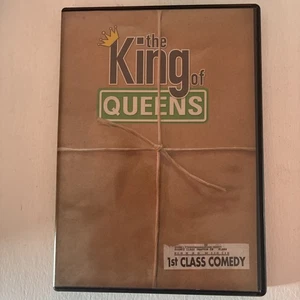 the
King of
QUEENS
1st CLASS COMEDY